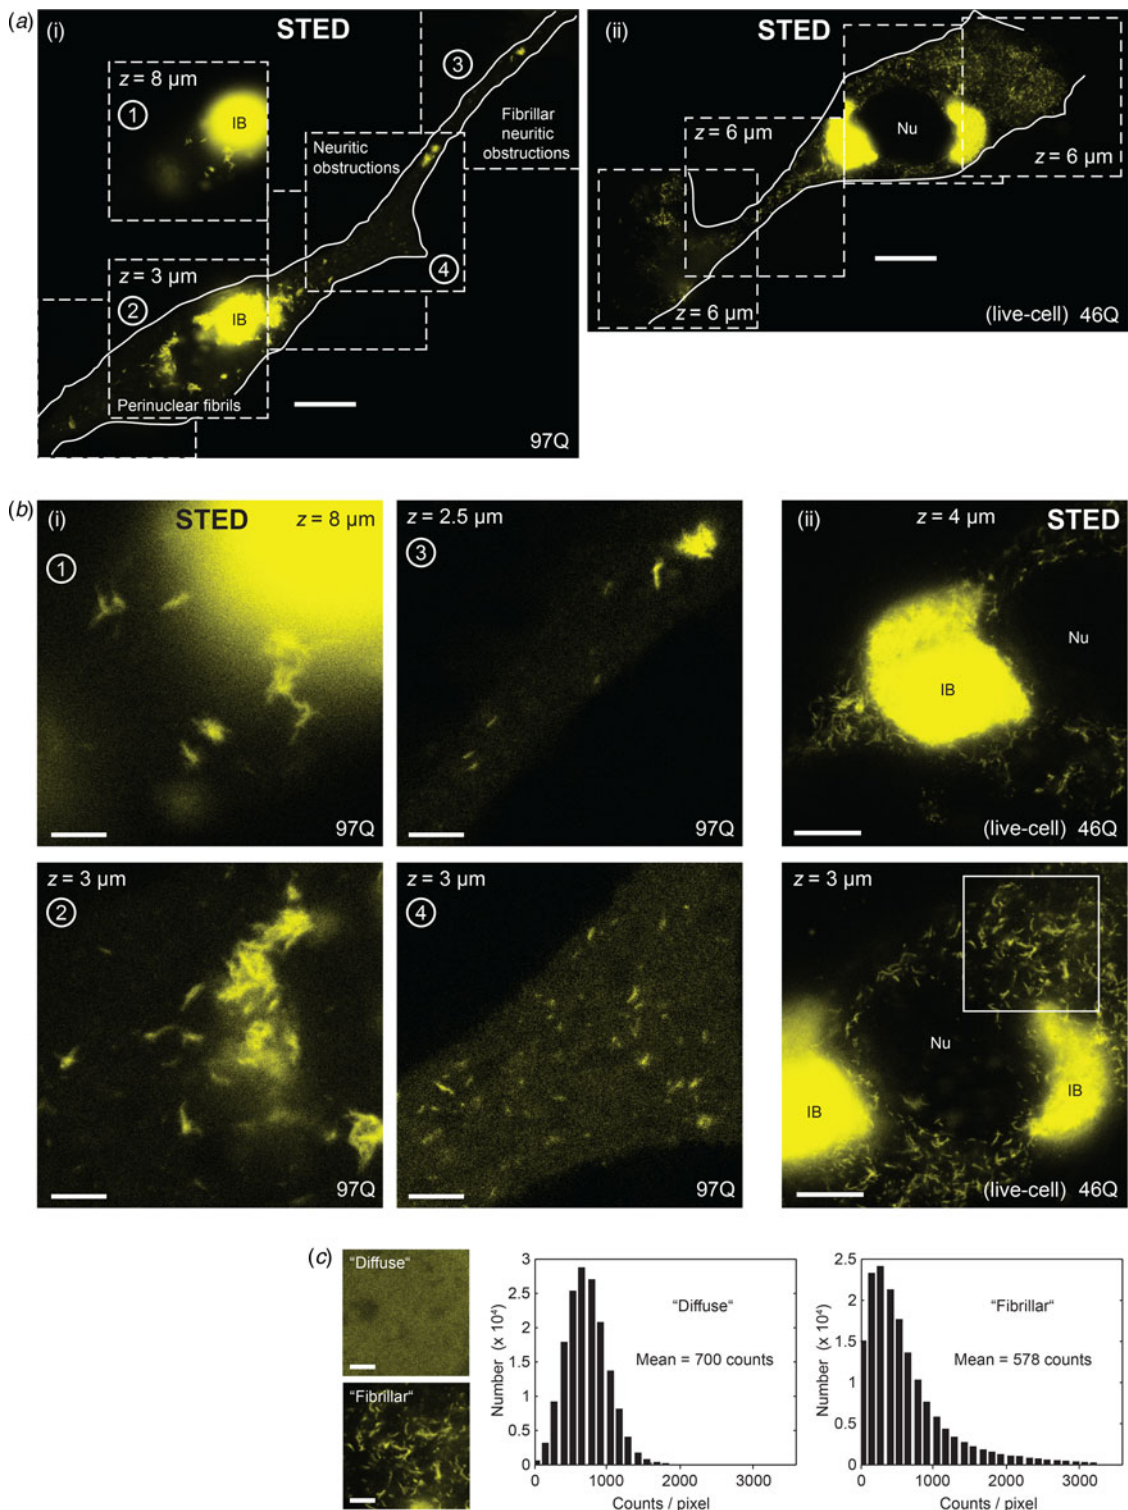 (a)
(i)
STED
z = 8 µm
1
IB
3
Fibrillar
neuritic
obstructions
Neuritic
obstructions
4
z = 3 µm
2
IB
Perinuclear fibrils
97Q
(ii)
STED
z = 6 µm
Nu
z = 6 µm
z = 6 µm
(live-cell) 46Q
(b)
(i)
STED
z = 8 µm
1
97Q
z = 2.5 µm
3
97Q
(ii)
z = 4 µm
STED
Nu
IB
(live-cell) 46Q
z = 3 µm
2
97Q
z = 3 µm
4
97Q
z = 3 µm
Nu
IB
IB
(live-cell) 46Q
(c)
"Diffuse"
"Fibrillar"
Number (x 10⁴)
3
2.5
2
1.5
1
0.5
0
"Diffuse"
Mean = 700 counts
0 1000 2000 3000
Counts / pixel
Number (x 10⁴)
2.5
2
1.5
1
0.5
0
"Fibrillar"
Mean = 578 counts
0 1000 2000 3000
Counts / pixel